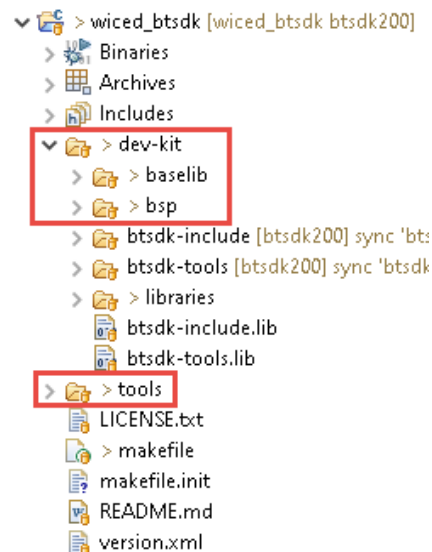 > wiced_btsdk [wiced_btsdk btsdk200]
Binaries
Archives
Includes
> dev-kit
> baselib
> bsp
btsdk-include [btsdk200] sync 'bts
btsdk-tools [btsdk200] sync 'btsdk
> libraries
btsdk-include.lib
btsdk-tools.lib
> tools
LICENSE.txt
> makefile
makefile.init
README.md
version.xml